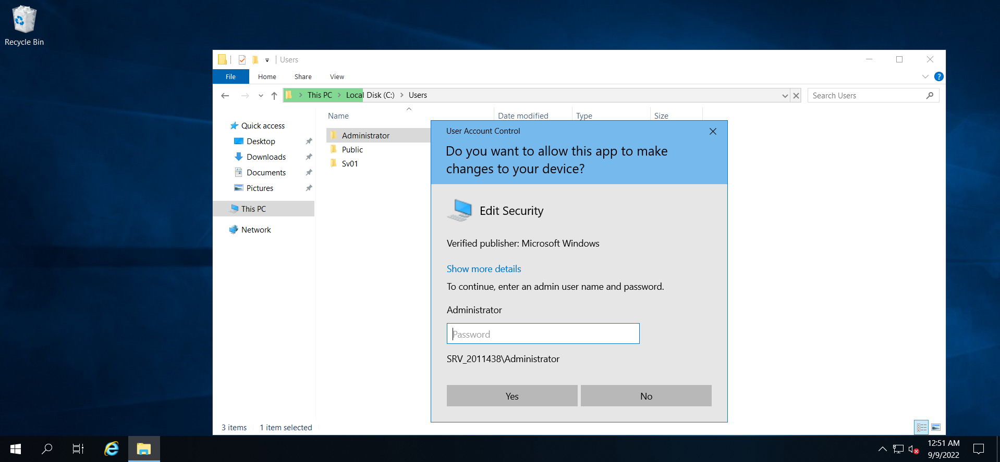 Recycle Bin
Users
File Home Share View
This PC Local Disk (C:) Users
Search Users
Name Date modified Type Size
Quick access
Desktop
Downloads
Documents
Pictures
This PC
Network
Administrator
Public
Sv01
User Account Control
Do you want to allow this app to make
changes to your device?
Edit Security
Verified publisher: Microsoft Windows
Show more details
To continue, enter an admin user name and password.
Administrator
Password
SRV_2011438\Administrator
Yes No
3 items 1 item selected
12:51 AM
9/9/2022